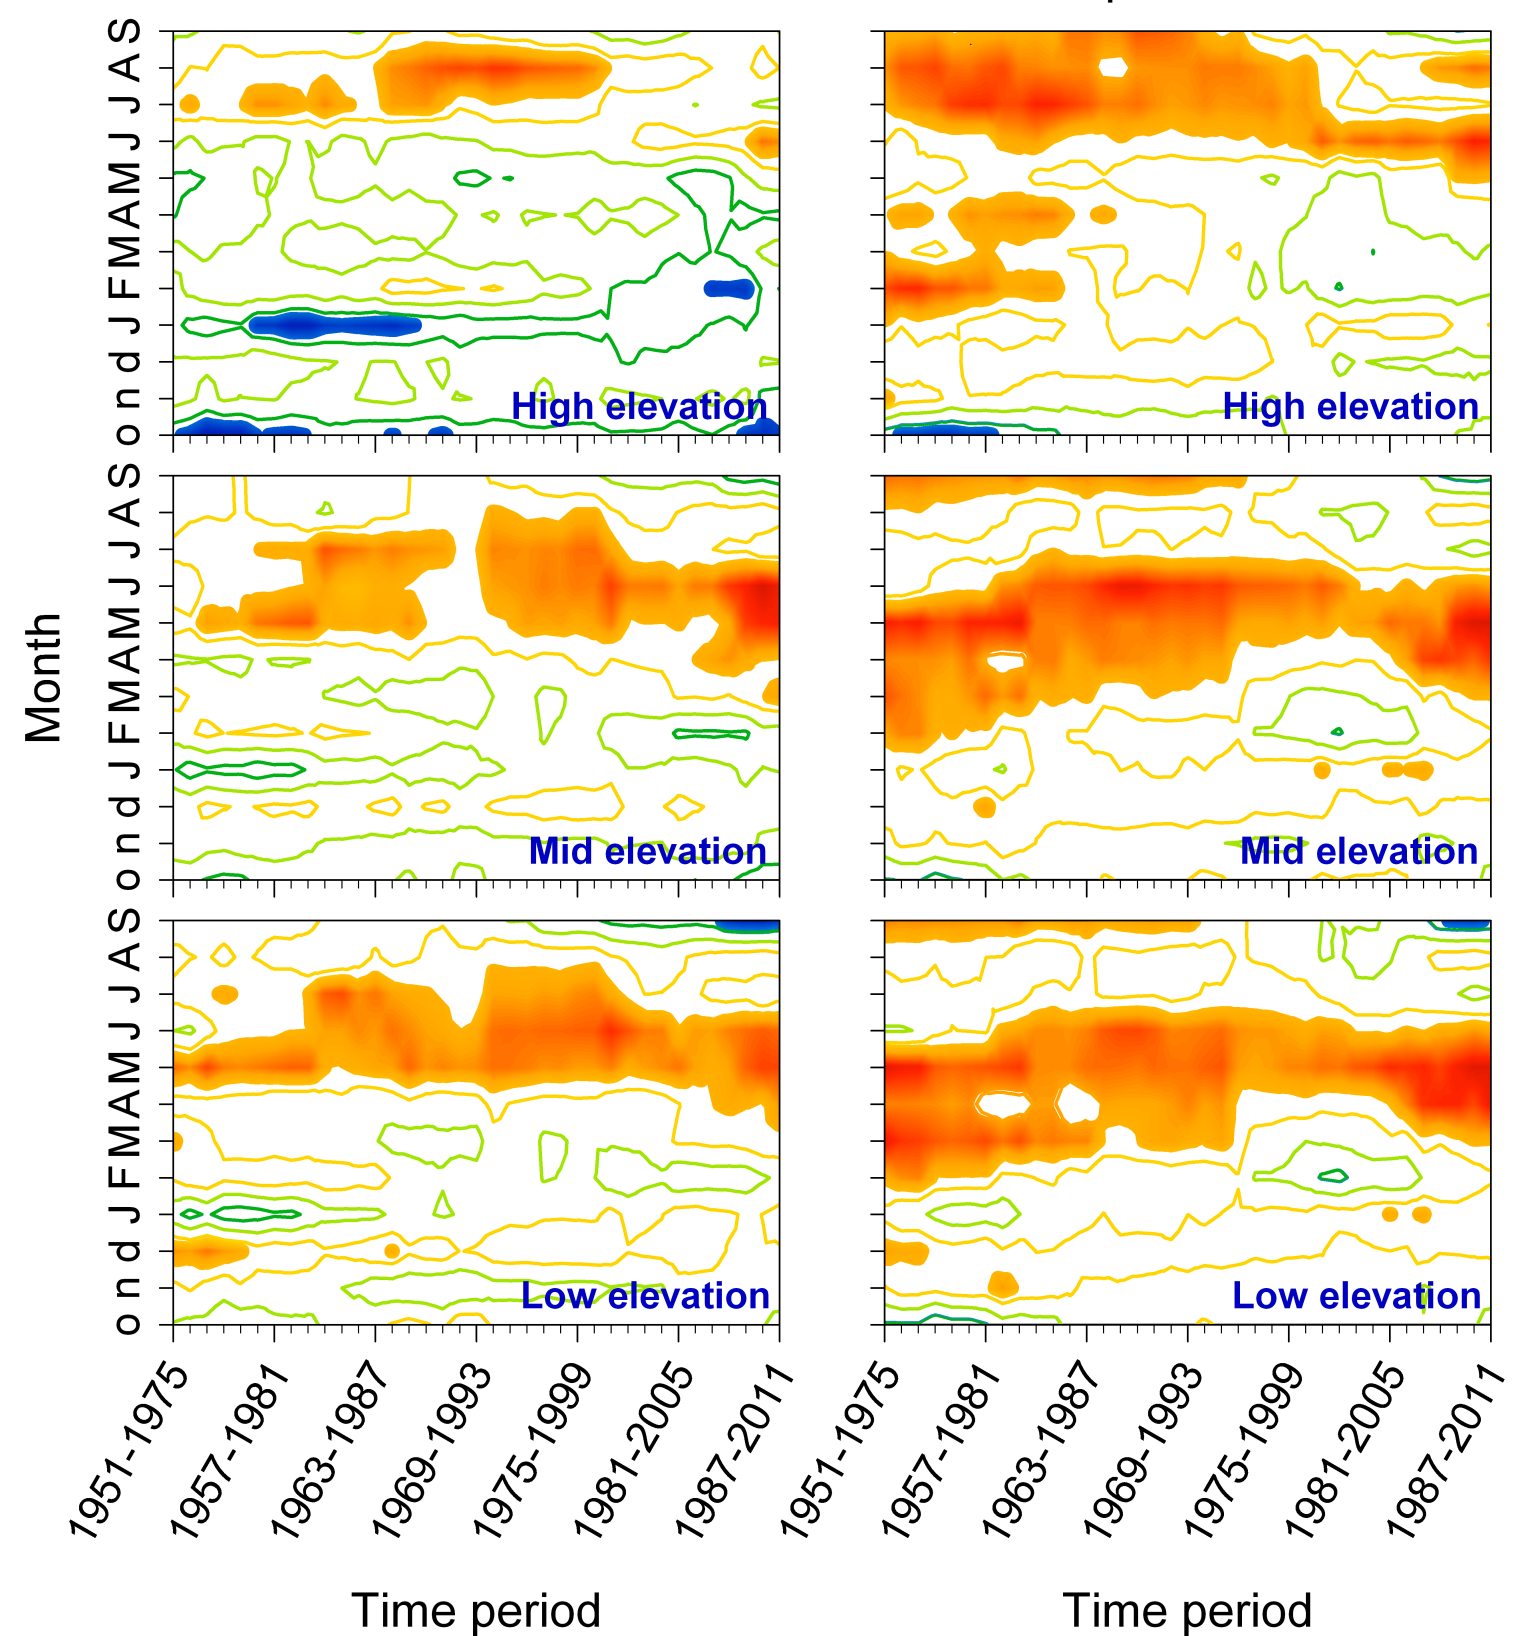 S
A
J
J
M
A
M
F
J
d
n
o
High elevation
High elevation
S
A
J
J
M
A
M
F
J
d
n
o
Mid elevation
Mid elevation
Month
S
A
J
J
M
A
M
F
J
d
n
o
Low elevation
Low elevation
1951-1975
1957-1981
1963-1987
1969-1993
1975-1999
1981-2005
1987-2011
1951-1975
1957-1981
1963-1987
1969-1993
1975-1999
1981-2005
1987-2011
Time period
Time period